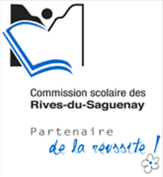 Commission scolaire des
Rives-du-Saguenay
Partenaire
de la réussite!